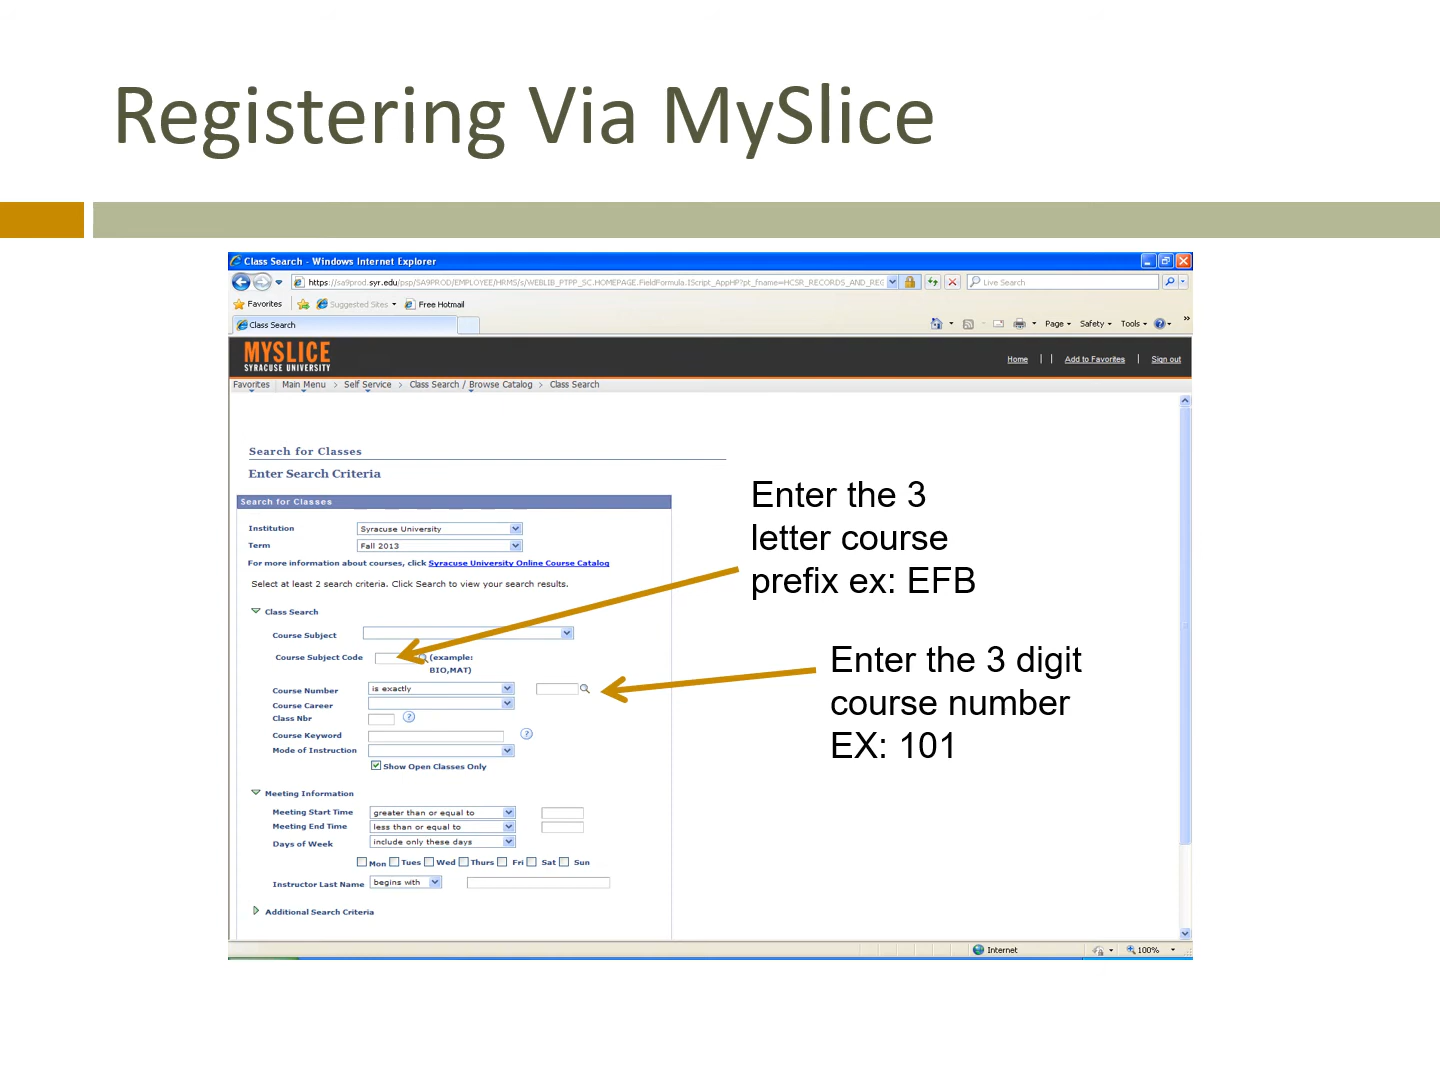 Registering Via MySlice
Class Search - Windows Internet Explorer
https://sa9prod.syr.edu/psp/SA9PROD/EMPLOYEE/HRMS/s/WEBLIB_PTPP_SC.HOMEPAGE.FieldFormula.IScript_AppHP?pt_fname=HCSR_RECORDS_AND_REG
Live Search
Favorites
Suggested Sites
Free Hotmail
Class Search
Page
Safety
Tools
MYSLICE
SYRACUSE UNIVERSITY
Home | | Add to Favorites | Sign out
Favorites Main Menu > Self Service > Class Search / Browse Catalog > Class Search
Search for Classes
Enter Search Criteria
Search for Classes
Institution Syracuse University
Term Fall 2013
For more information about courses, click Syracuse University Online Course Catalog
Select at least 2 search criteria. Click Search to view your search results.
Class Search
Course Subject
Course Subject Code (example:
BIO,MAT)
Course Number is exactly
Course Career
Class Nbr
Course Keyword
Mode of Instruction
Show Open Classes Only
Meeting Information
Meeting Start Time greater than or equal to
Meeting End Time less than or equal to
Days of Week include only these days
Mon Tues Wed Thurs Fri Sat Sun
Instructor Last Name begins with
Additional Search Criteria
Enter the 3
letter course
prefix ex: EFB
Enter the 3 digit
course number
EX: 101
Internet
100%